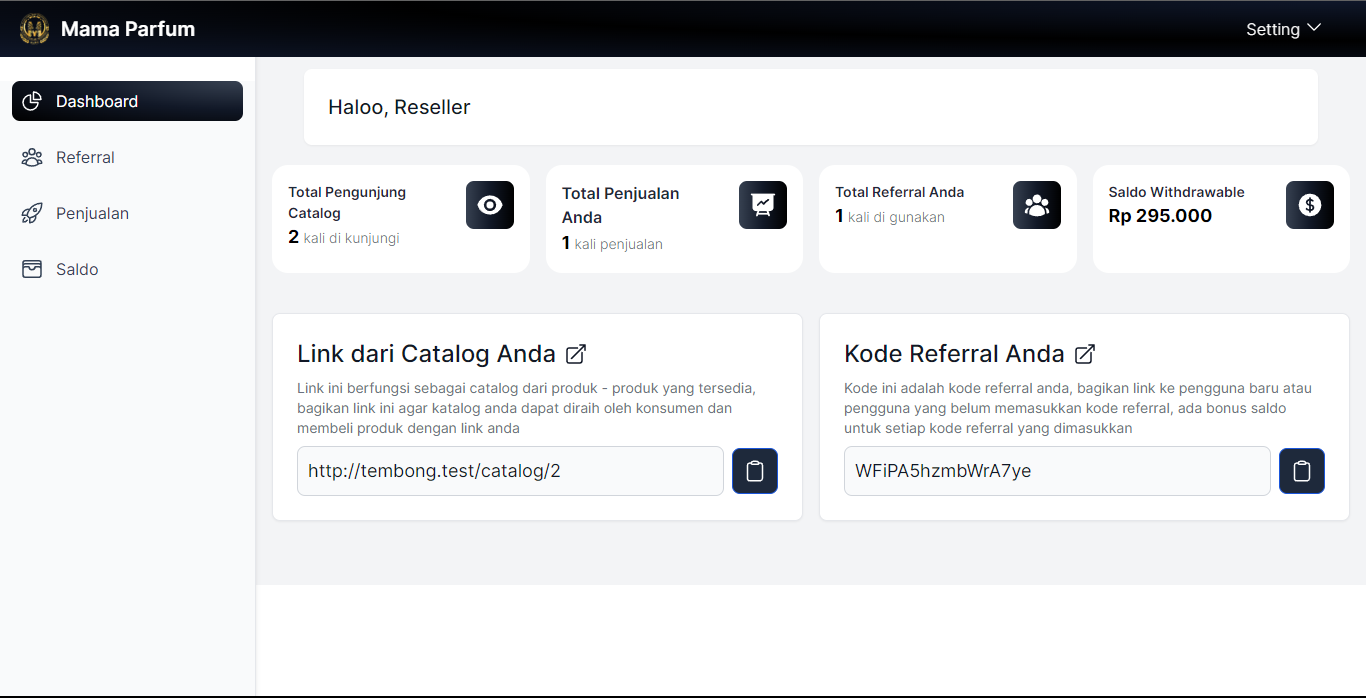 Mama Parfum
Setting
Dashboard
Referral
Penjualan
Saldo
Haloo, Reseller
Total Pengunjung
Catalog
2 kali di kunjungi
Total Penjualan
Anda
1 kali penjualan
Total Referral Anda
1 kali di gunakan
Saldo Withdrawable
Rp 295.000
Link dari Catalog Anda
Link ini berfungsi sebagai catalog dari produk - produk yang tersedia,
bagikan link ini agar katalog anda dapat diraih oleh konsumen dan
membeli produk dengan link anda
http://tembong.test/catalog/2
Kode Referral Anda
Kode ini adalah kode referral anda, bagikan link ke pengguna baru atau
pengguna yang belum memasukkan kode referral, ada bonus saldo
untuk setiap kode referral yang dimasukkan
WFiPA5hzmbWrA7ye